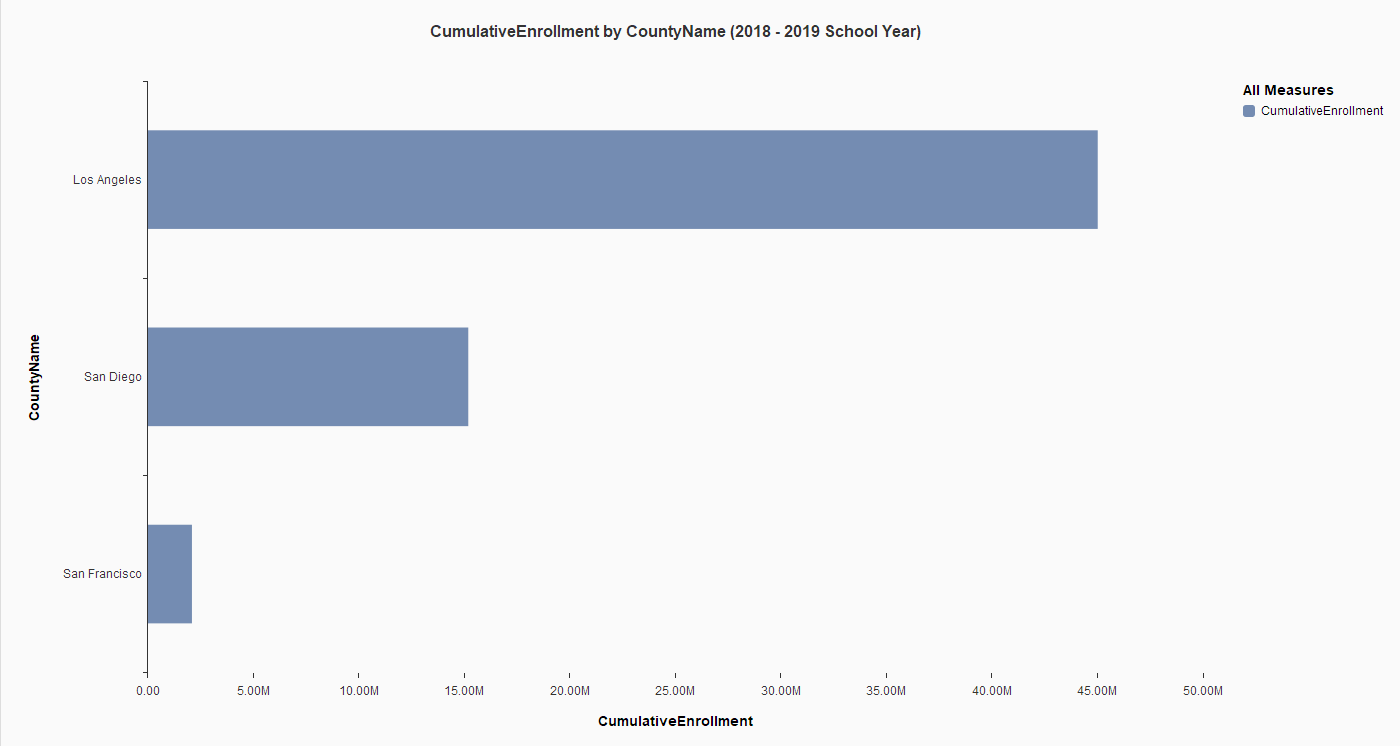 CumulativeEnrollment by CountyName (2018 - 2019 School Year)
All Measures
CumulativeEnrollment
CountyName
Los Angeles
San Diego
San Francisco
0.00 5.00M 10.00M 15.00M 20.00M 25.00M 30.00M 35.00M 40.00M 45.00M 50.00M
CumulativeEnrollment